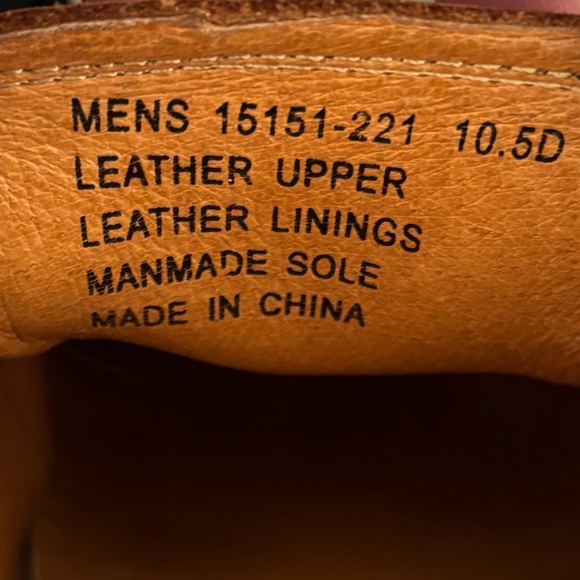 MENS 15151-221 10.5D
LEATHER UPPER
LEATHER LININGS
MANMADE SOLE
MADE IN CHINA